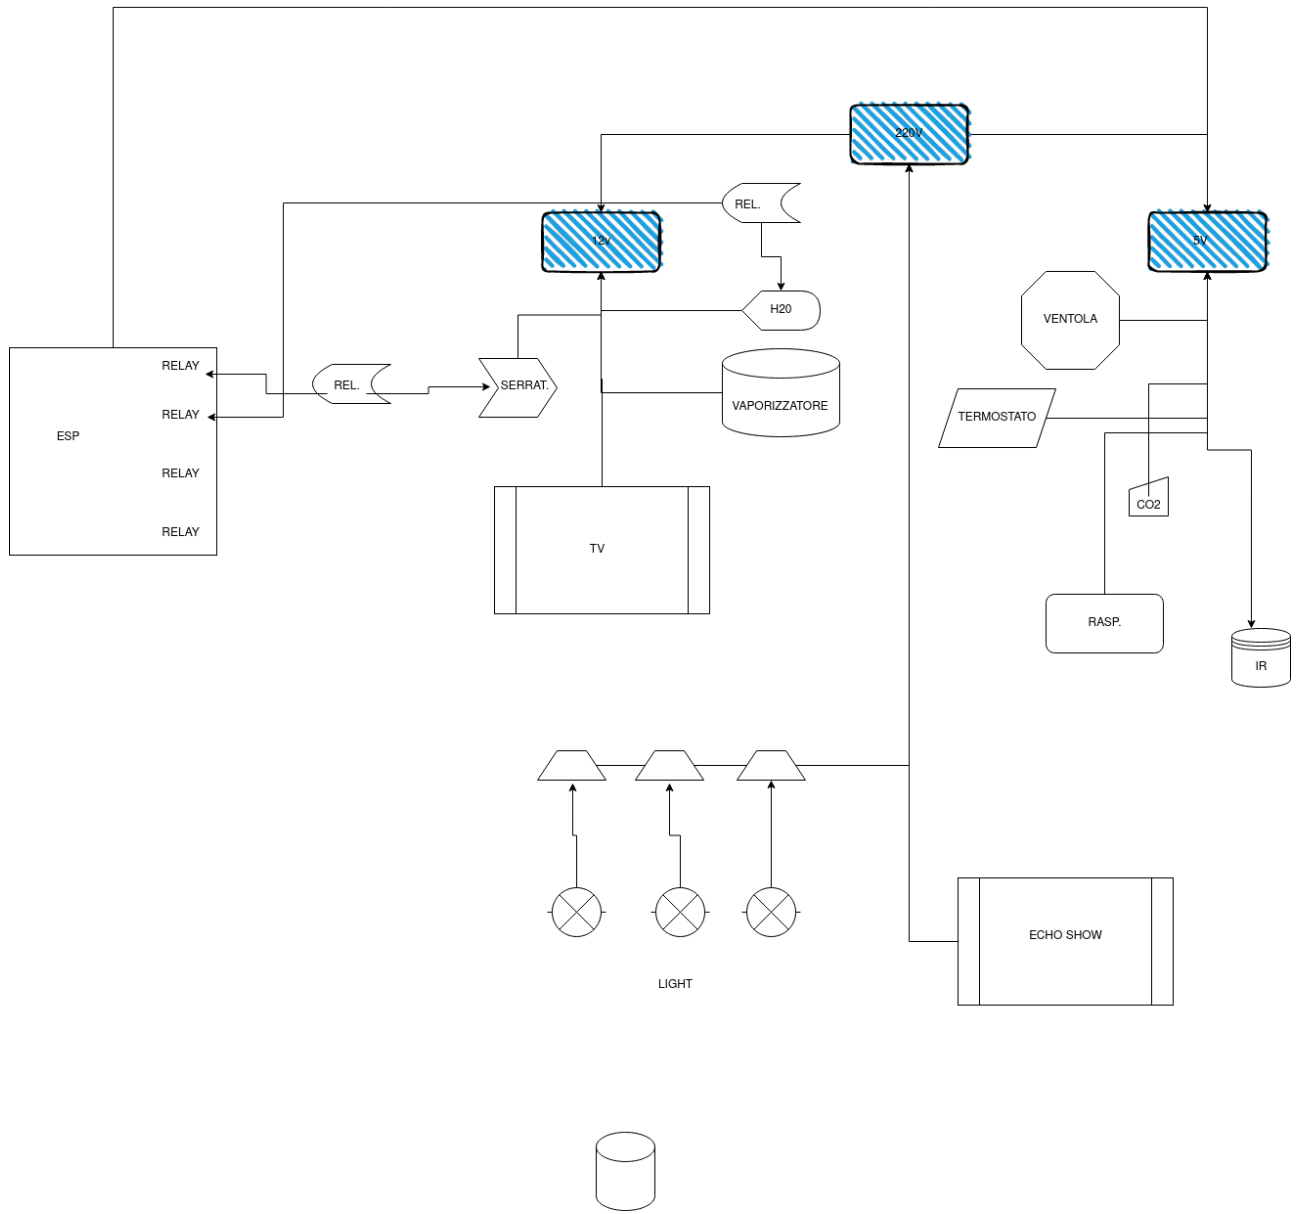 220V
REL.
12v
5V
H20
VENTOLA
RELAY
REL.
SERRAT.
VAPORIZZATORE
RELAY
TERMOSTATO
ESP
RELAY
CO2
RELAY
TV
RASP.
IR
ECHO SHOW
LIGHT